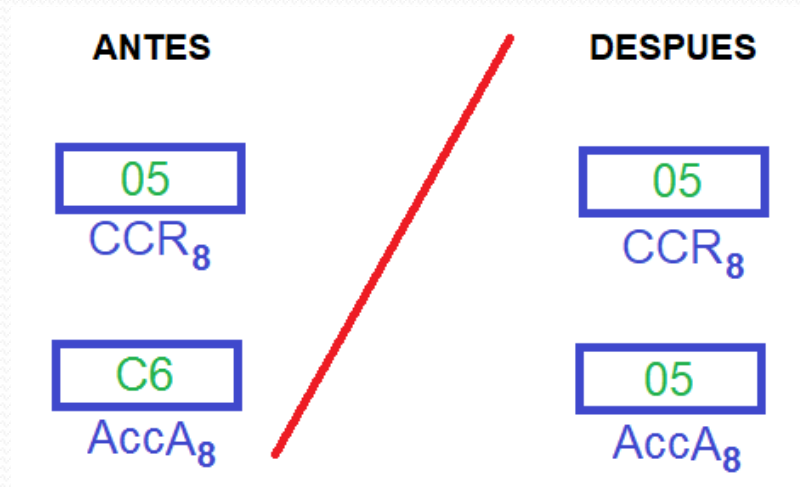 ANTES
05
CCR8
C6
AccA8
DESPUES
05
CCR8
05
AccA8